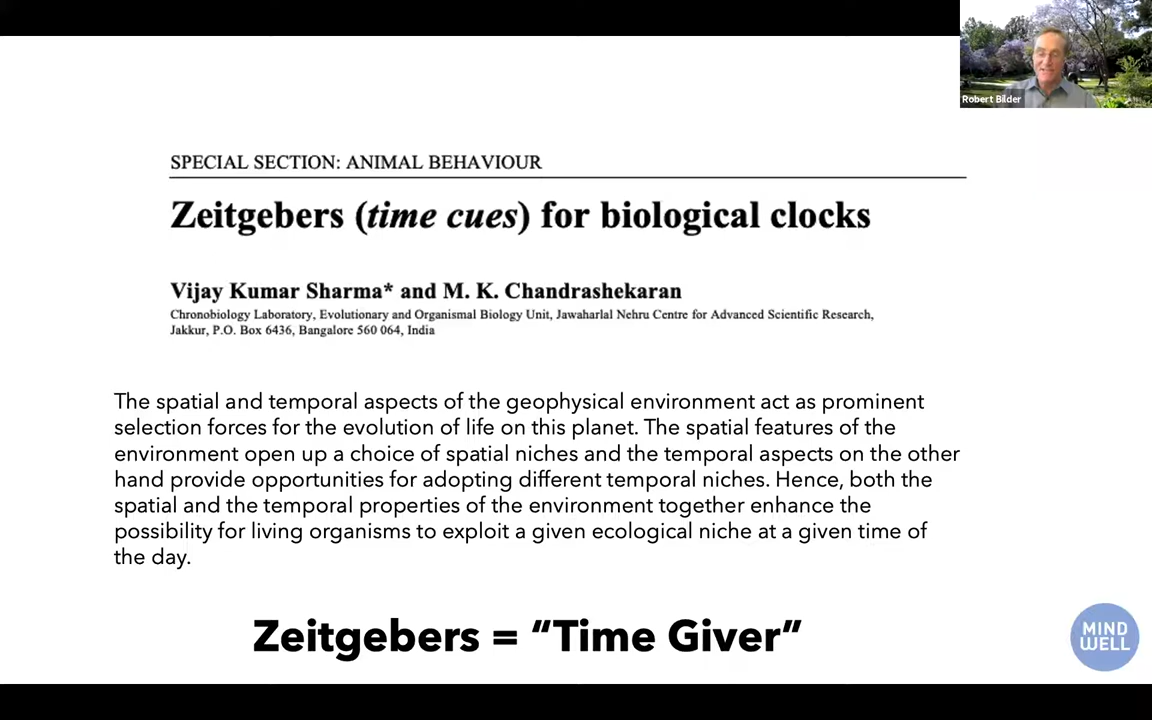 Robert Bilder
SPECIAL SECTION: ANIMAL BEHAVIOUR
Zeitgebers (time cues) for biological clocks
Vijay Kumar Sharma* and M. K. Chandrashekaran
Chronobiology Laboratory, Evolutionary and Organismal Biology Unit, Jawaharlal Nehru Centre for Advanced Scientific Research,
Jakkur, P.O. Box 6436, Bangalore 560 064, India
The spatial and temporal aspects of the geophysical environment act as prominent
selection forces for the evolution of life on this planet. The spatial features of the
environment open up a choice of spatial niches and the temporal aspects on the other
hand provide opportunities for adopting different temporal niches. Hence, both the
spatial and the temporal properties of the environment together enhance the
possibility for living organisms to exploit a given ecological niche at a given time of
the day.
Zeitgebers = “Time Giver”
MIND
WELL